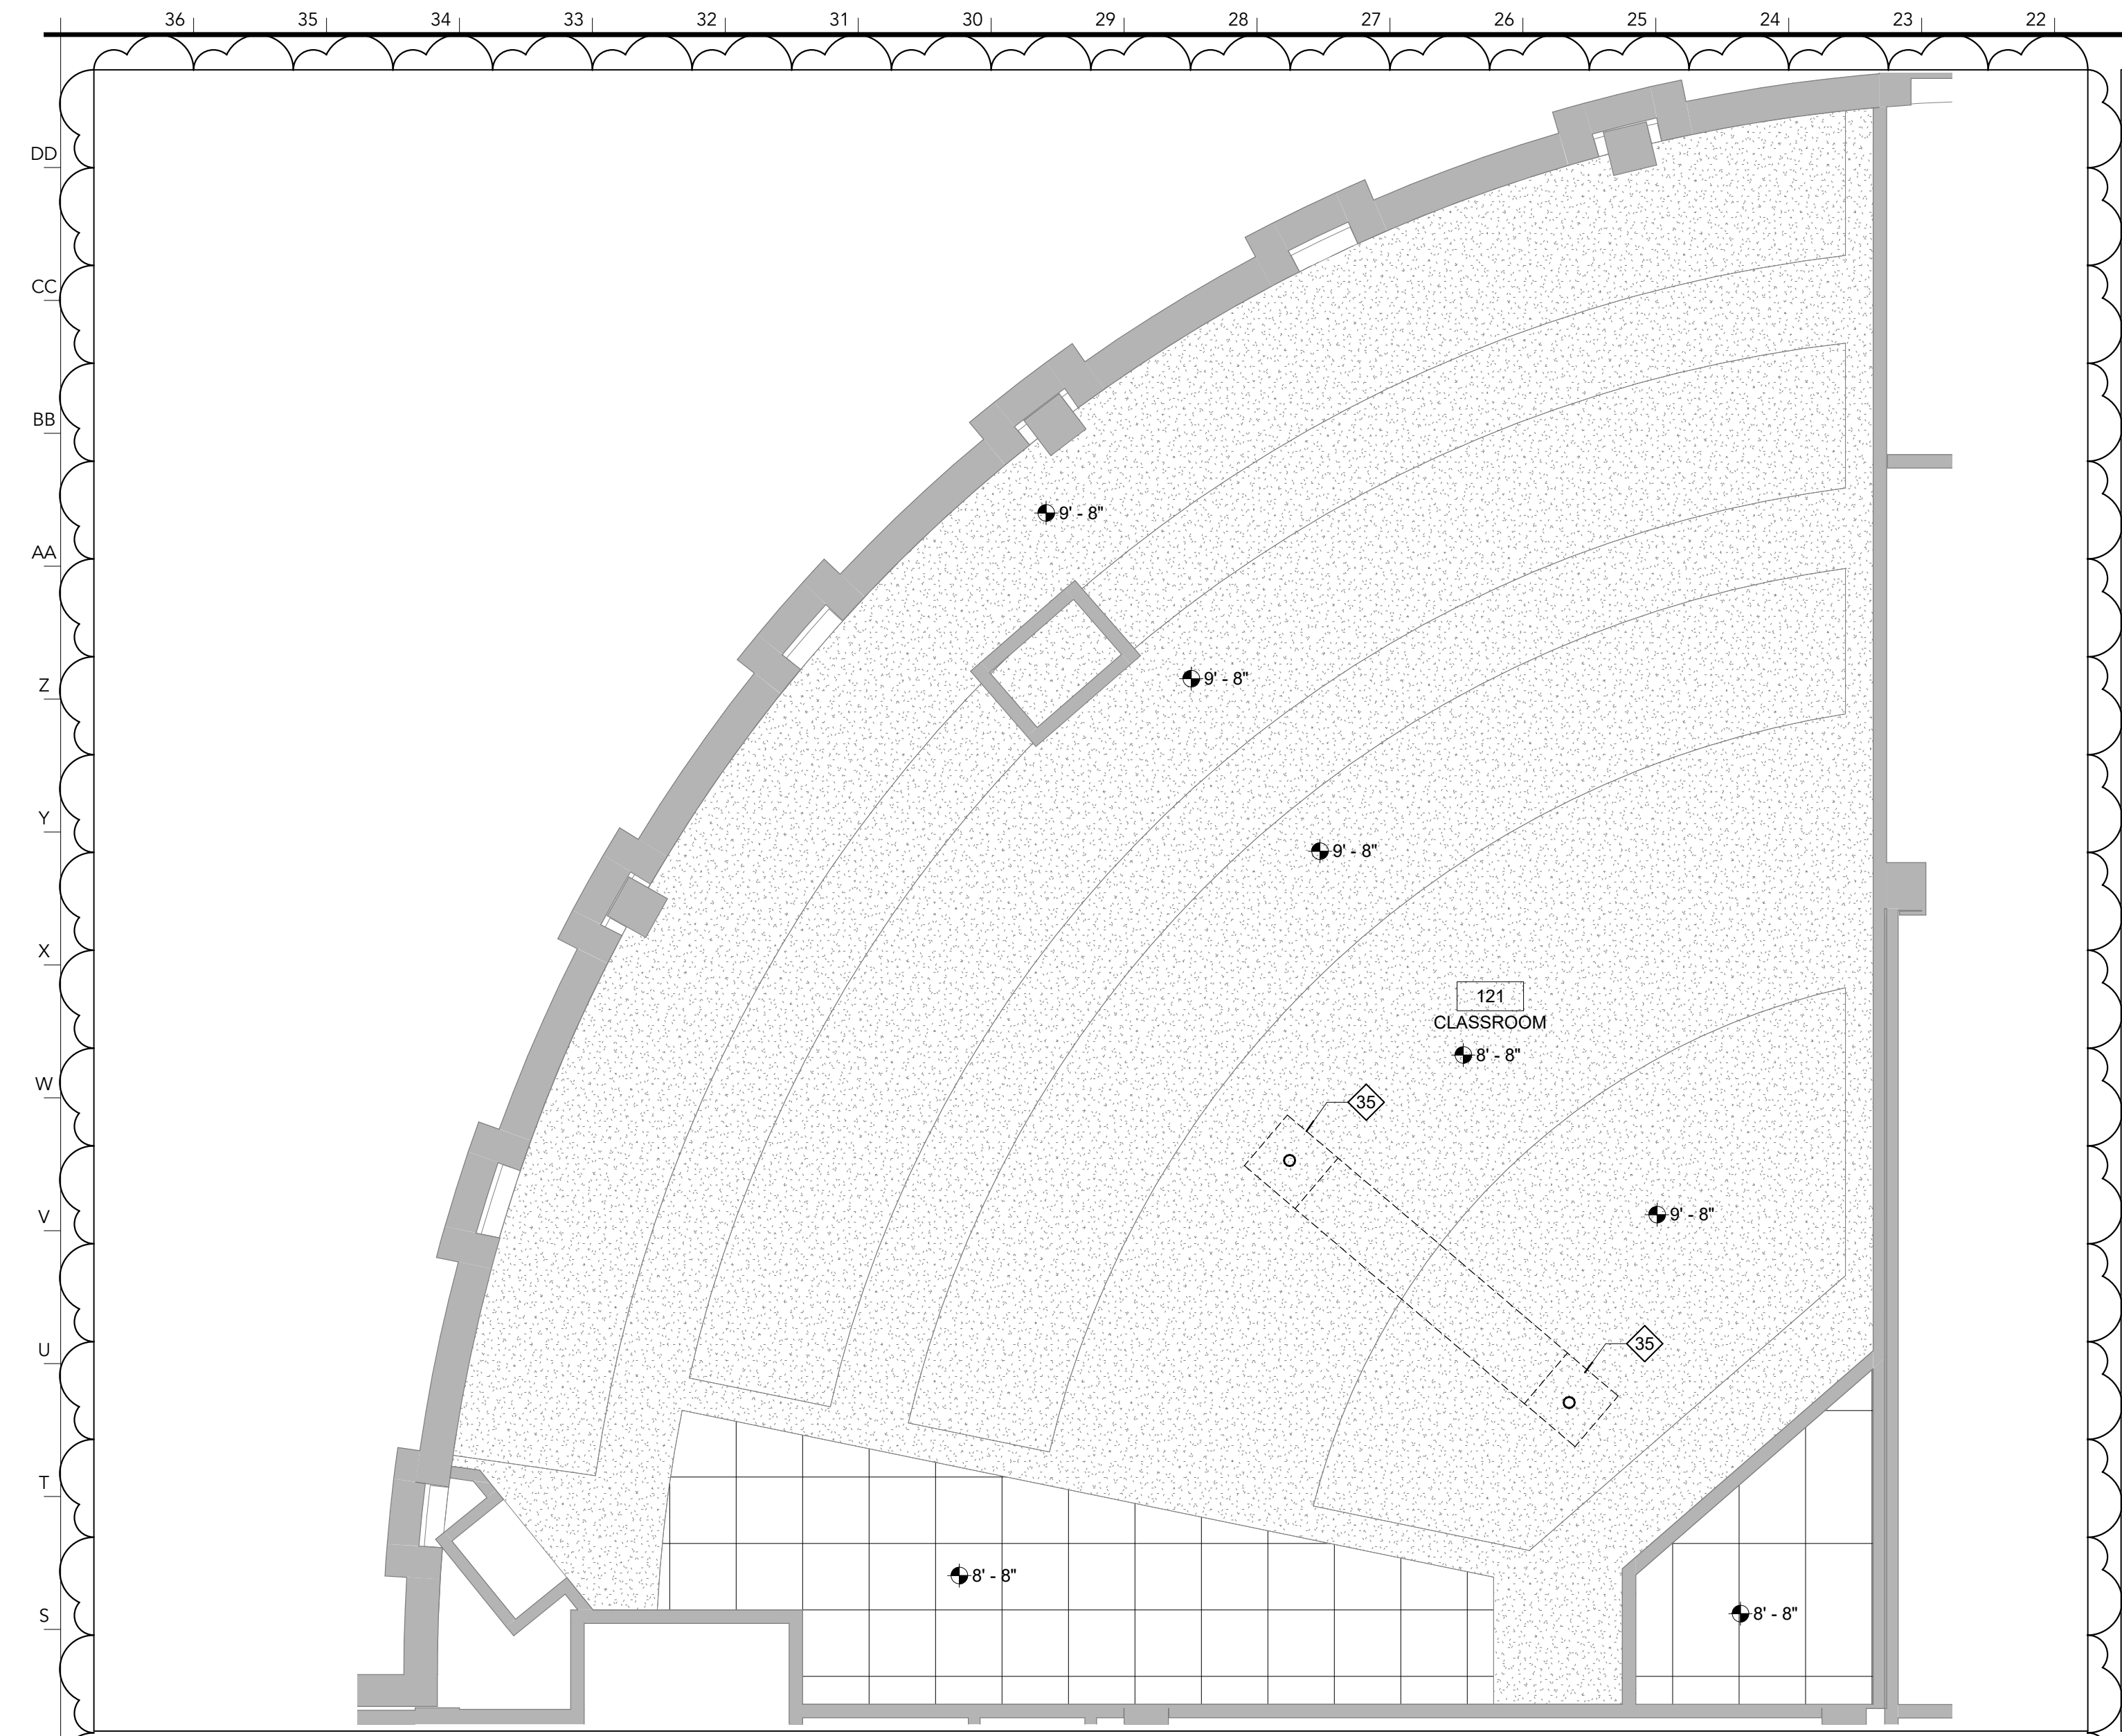 36 35 34 33 32 31 30 29 28 27 26 25 24 23 22
DD
CC
BB
9' - 8"
AA
Z
9' - 8"
Y
9' - 8"
X
121
CLASSROOM
8' - 8"
W
35
V
9' - 8"
U
35
T
8' - 8"
S
8' - 8"